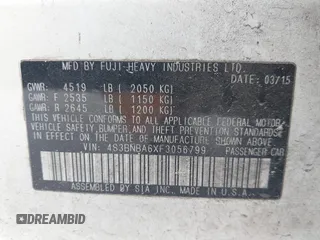 MFD BY FUJI HEAVY INDUSTRIES LTD.
DATE: 03/15
GVWR: 4519 LB ( 2050 KG)
GAWR: F 2535 LB ( 1150 KG)
GAWR: R 2645 LB ( 1200 KG)
THIS VEHICLE CONFORMS TO ALL APPLICABLE FEDERAL MOTOR
VEHICLE SAFETY, BUMPER, AND THEFT PREVENTION STANDARDS
IN EFFECT ON THE DATE OF MANUFACTURE SHOWN ABOVE.
VIN: 4S3BNBA6XF3056799 PASSENGER CAR
ASSEMBLED BY SIA INC. MADE IN U.S.A.
DREAMBID